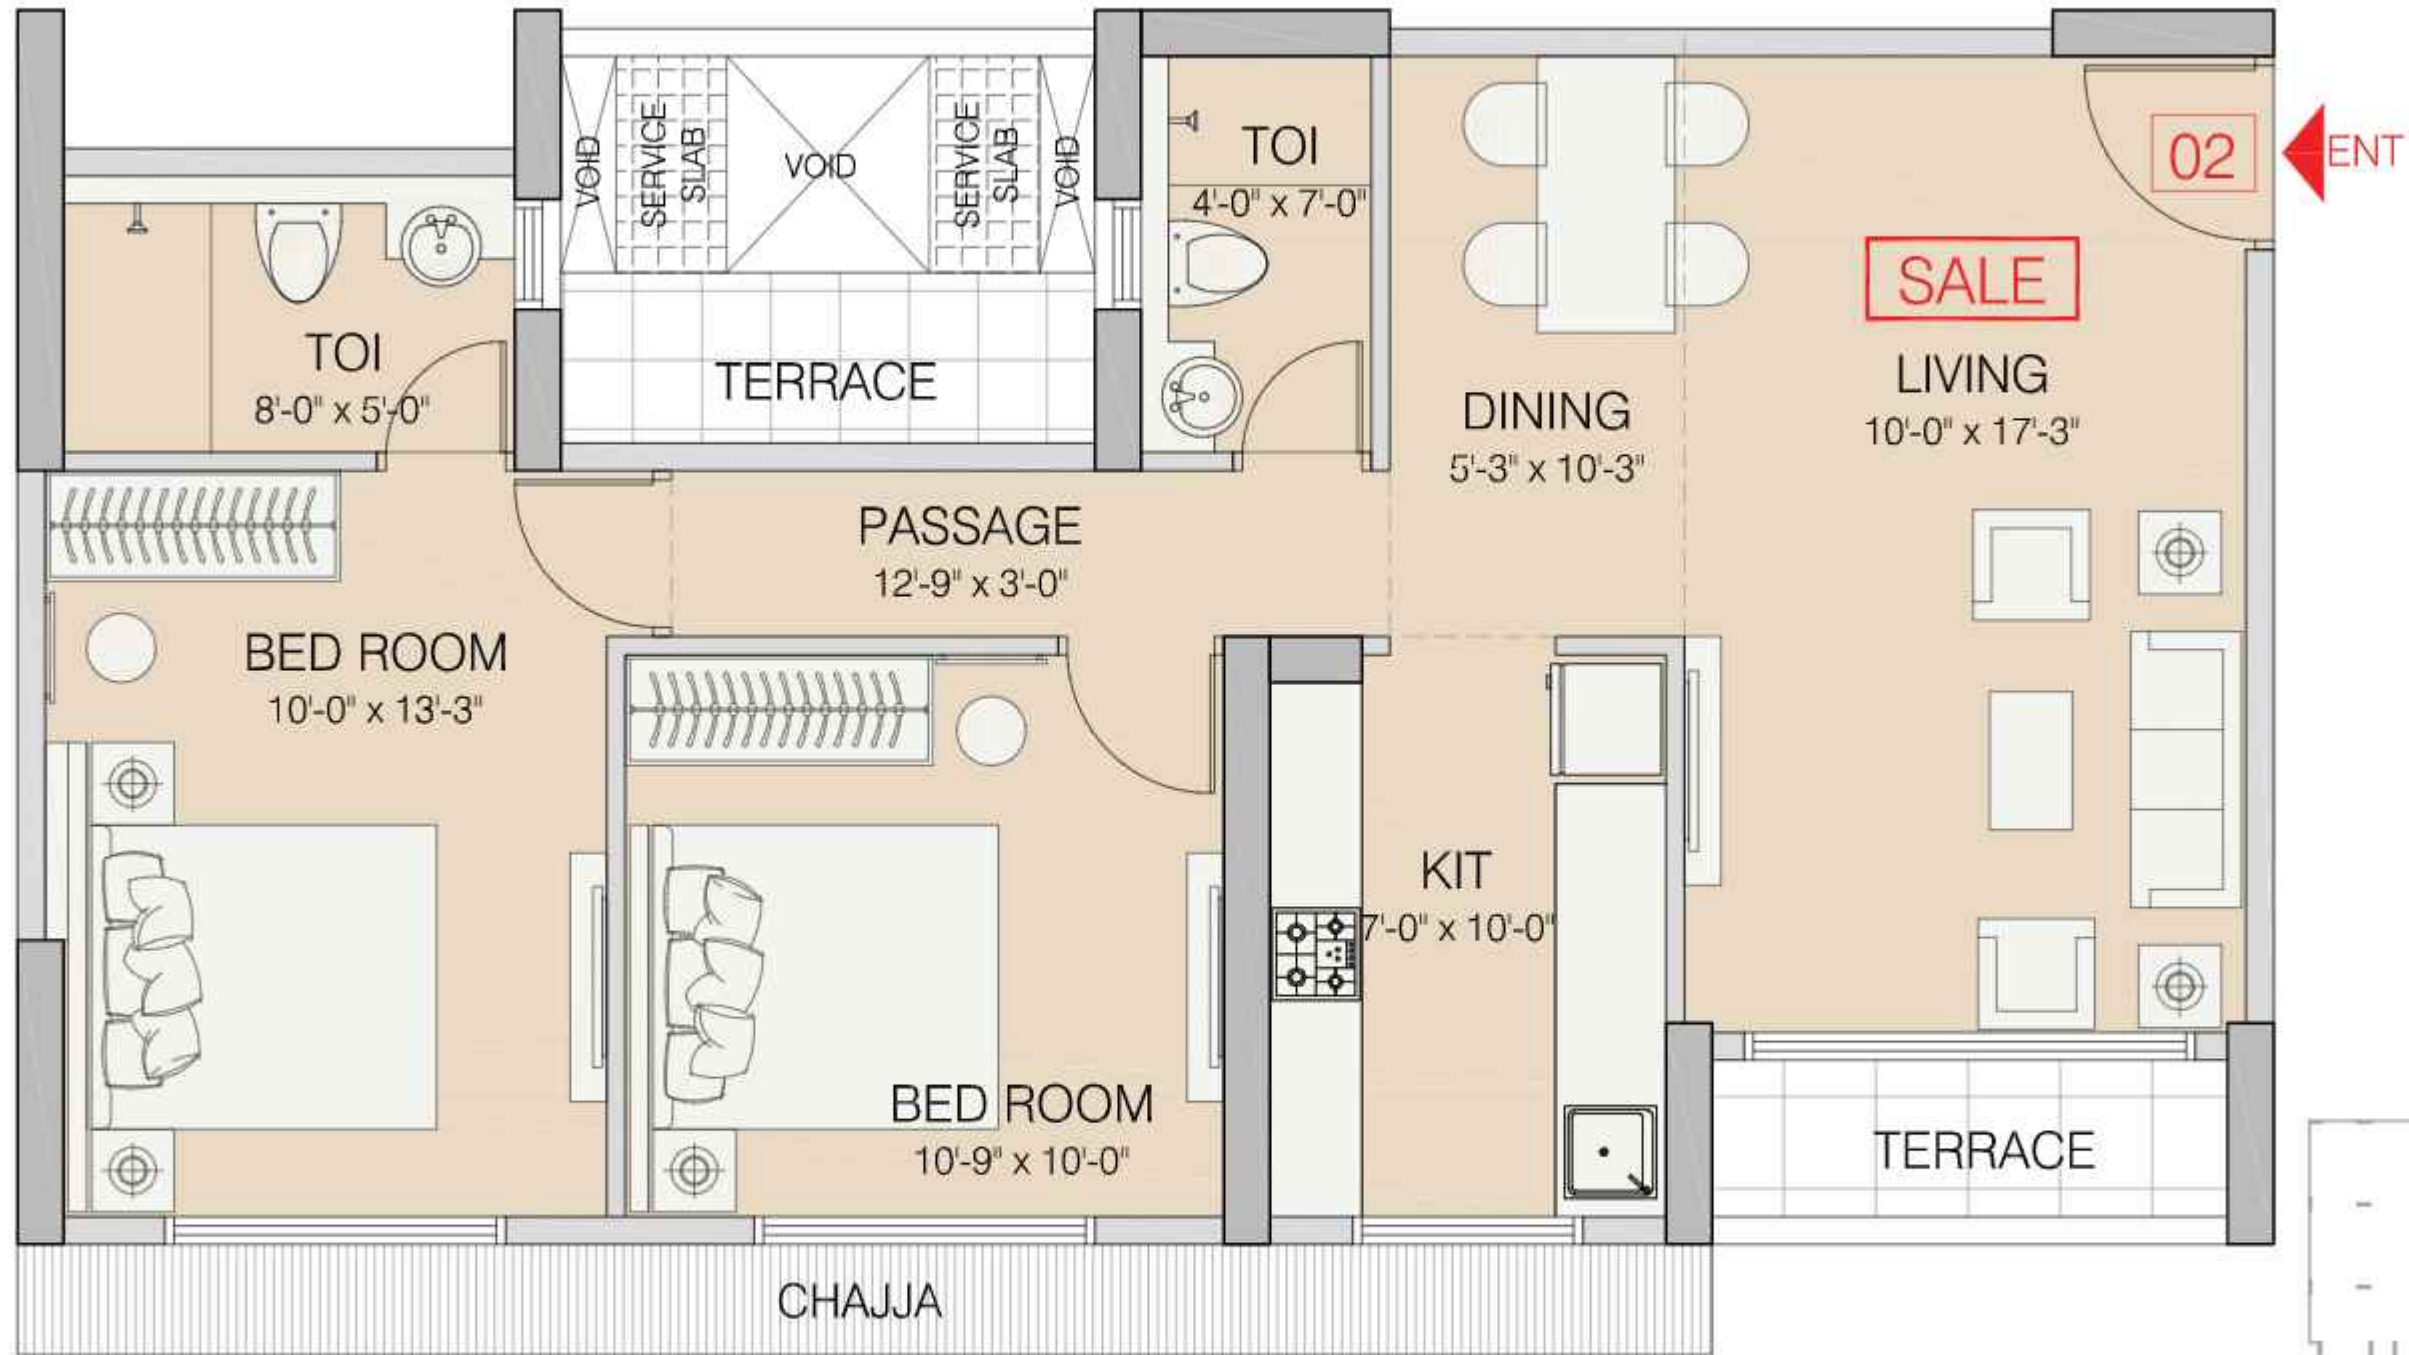 VOID
SERVICE
SLAB
VOID
SERVICE
SLAB
VOID
TOI
4'-0" x 7'-0"
02
ENT
SALE
TOI
8'-0" x 5'-0"
TERRACE
DINING
5'-3" x 10'-3"
LIVING
10'-0" x 17'-3"
PASSAGE
12'-9" x 3'-0"
BED ROOM
10'-0" x 13'-3"
KIT
7'-0" x 10'-0"
BED ROOM
10'-9" x 10'-0"
TERRACE
CHAJJA